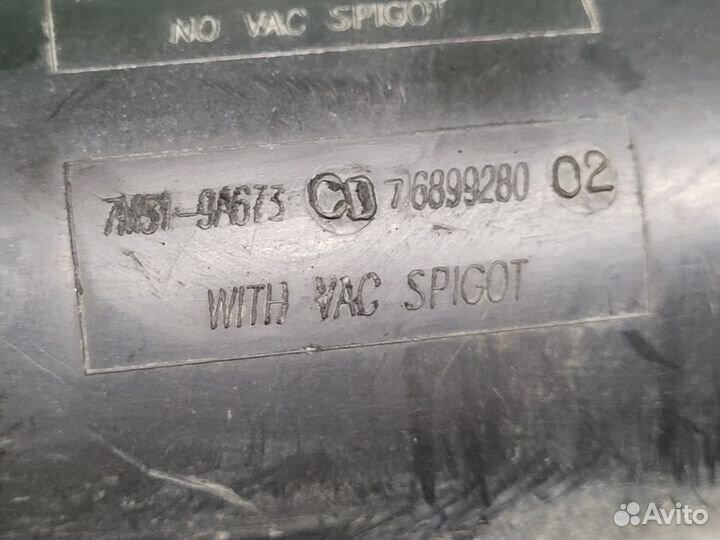 NO VAC SPIGOT
7M51-9A673 CD 76899280 02
WITH VAC SPIGOT
Avito